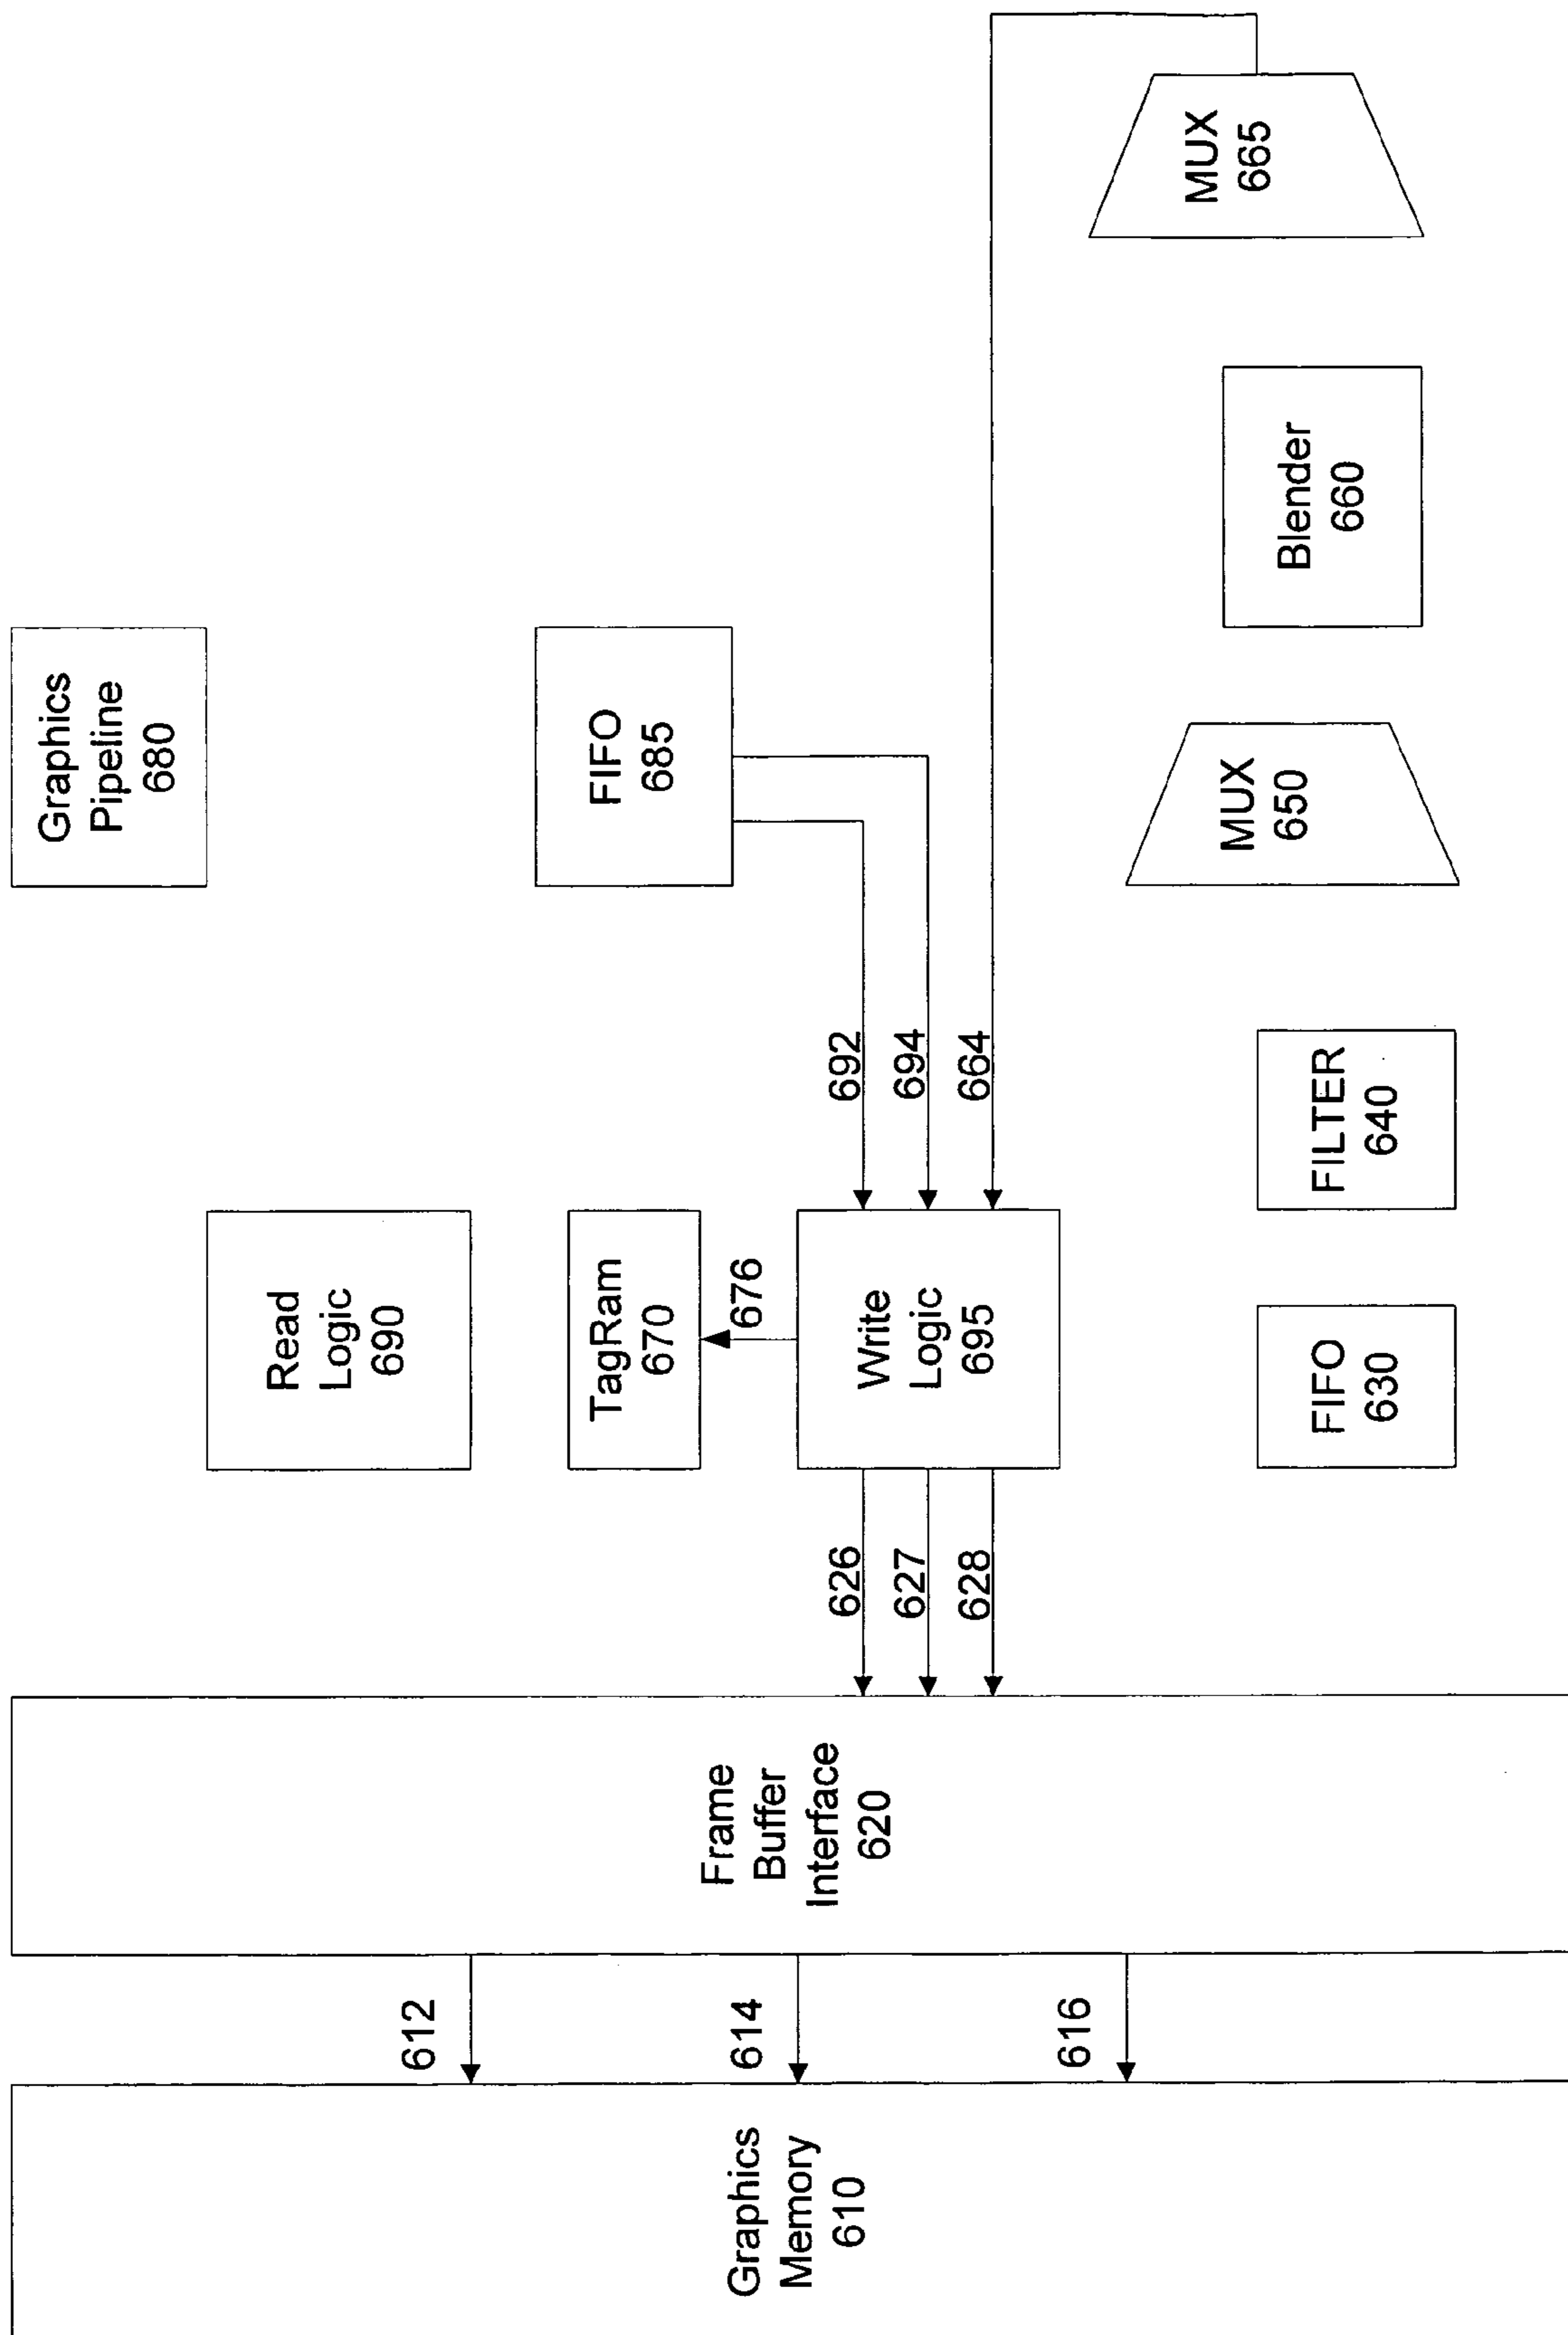 Graphics
Pipeline
680
Read
Logic
690
612
TagRam
670
FIFO
685
676
614
Graphics
Memory
610
Frame
Buffer
Interface
620
626
627
628
Write
Logic
695
692
694
664
616
FIFO
630
FILTER
640
MUX
650
Blender
660
MUX
665